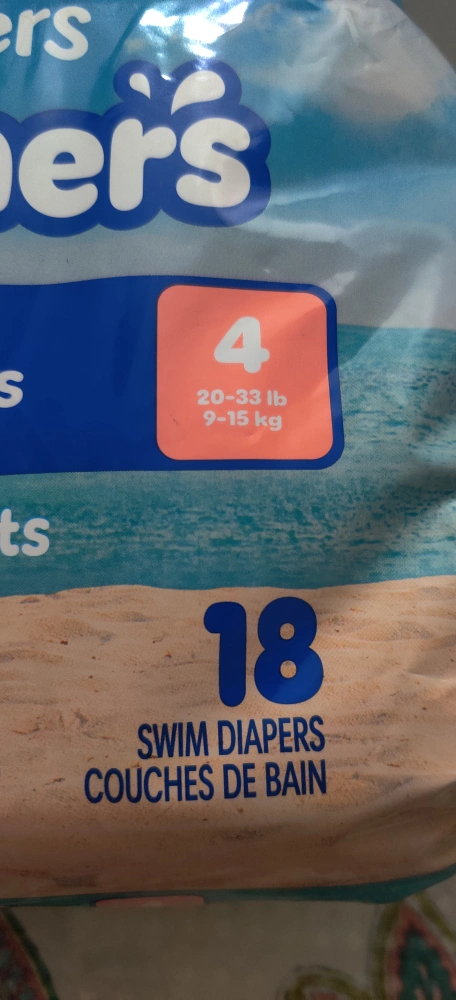 ers
ers
4
20-33 lb
9-15 kg
s
ts
18
SWIM DIAPERS
COUCHES DE BAIN